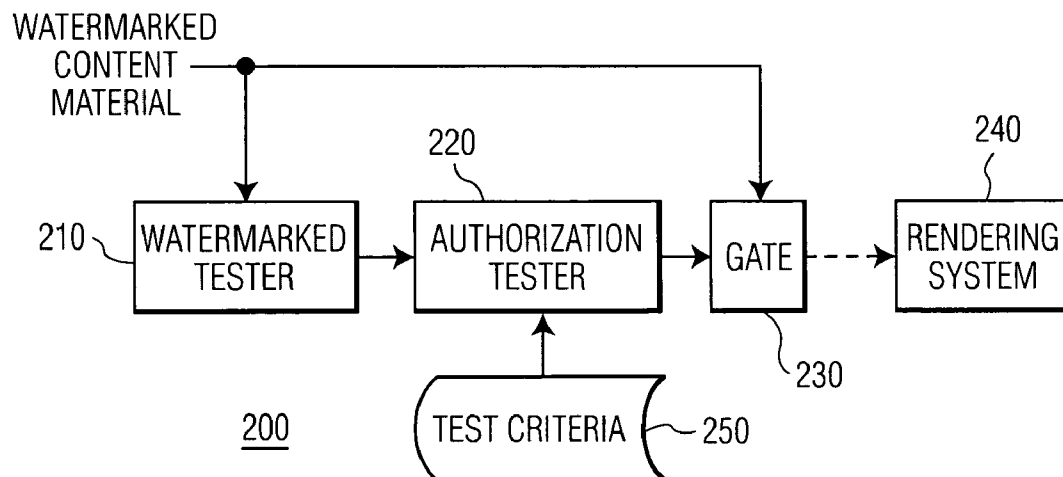 WATERMARKED
CONTENT
MATERIAL
220
240
210
WATERMARKED
TESTER
AUTHORIZATION
TESTER
GATE
RENDERING
SYSTEM
230
200
TEST CRITERIA
250